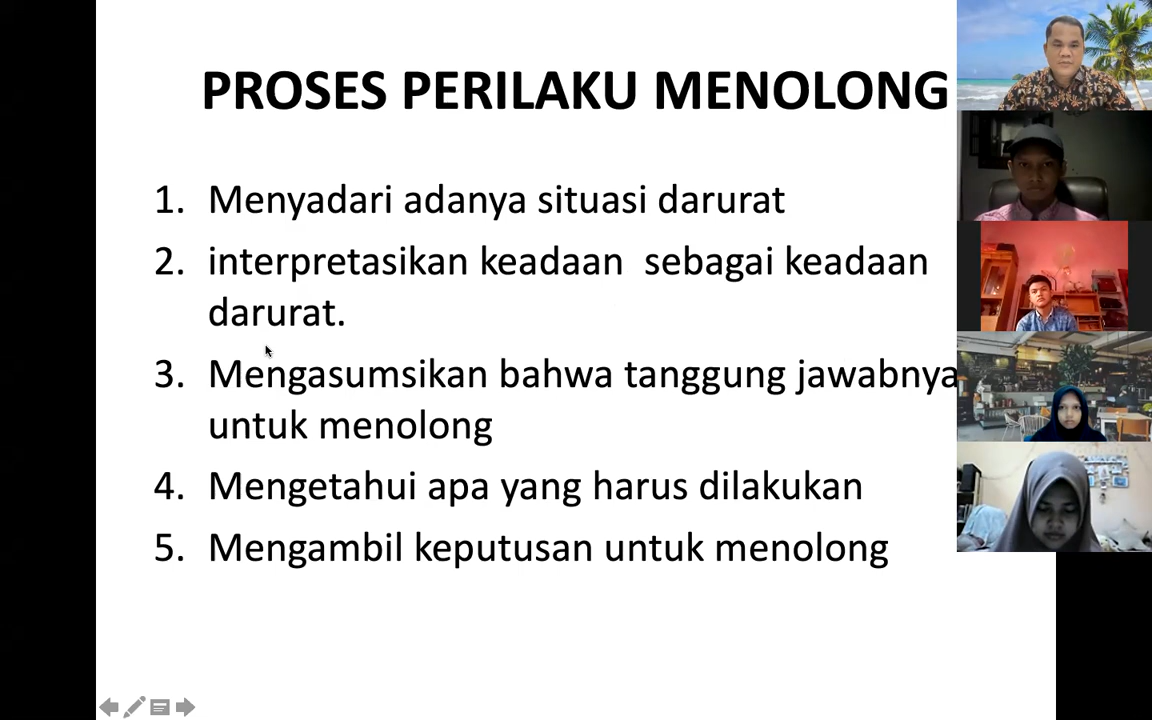 PROSES PERILAKU MENOLONG
1. Menyadari adanya situasi darurat
2. interpretasikan keadaan  sebagai keadaan
darurat.
3. Mengasumsikan bahwa tanggung jawabnya
untuk menolong
4. Mengetahui apa yang harus dilakukan
5. Mengambil keputusan untuk menolong